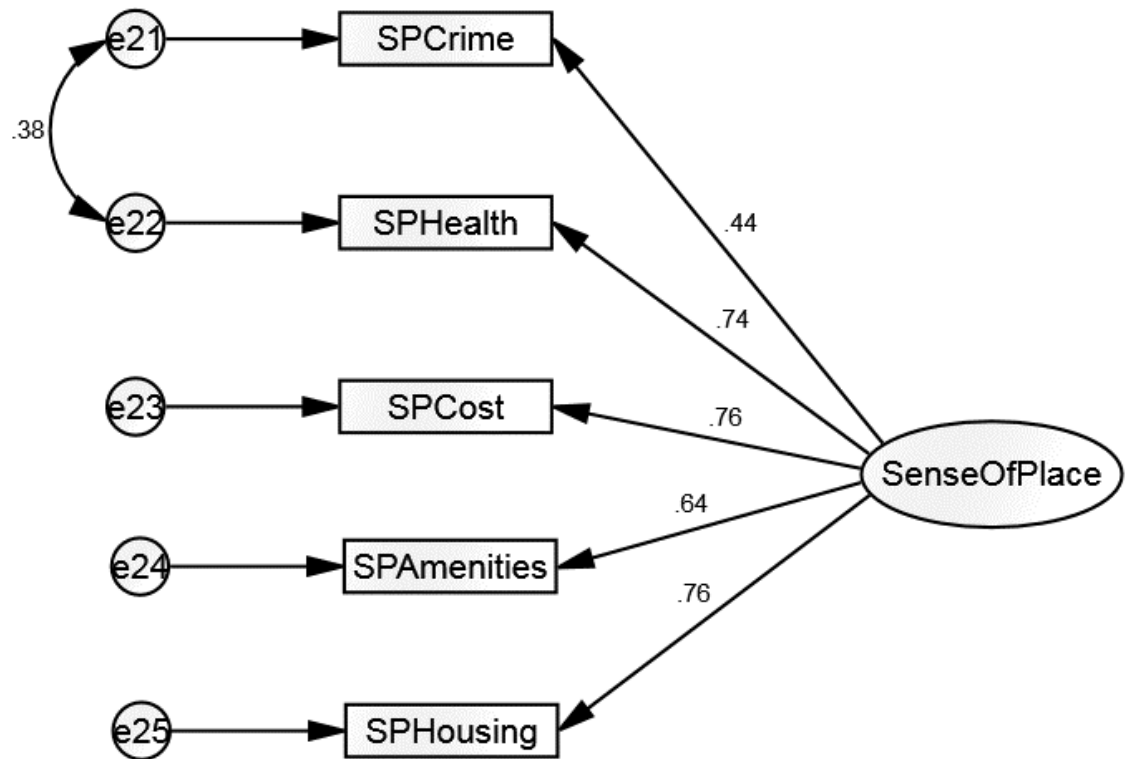 e21
SPCrime
.38
.44
e22
SPHealth
.74
e23
SPCost
.76
SenseOfPlace
.64
e24
SPAmenities
.76
e25
SPHousing